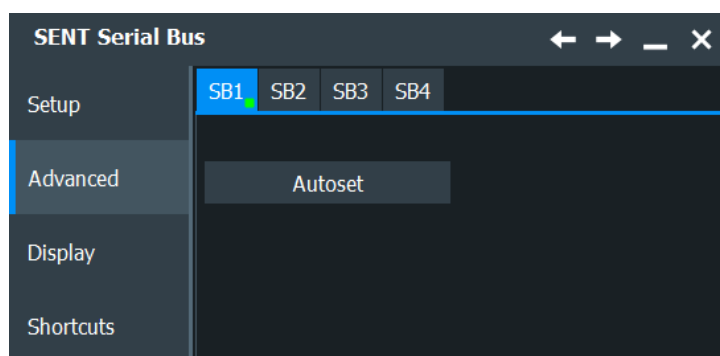 SENT Serial Bus
Setup
SB1 SB2 SB3 SB4
Advanced
Autoset
Display
Shortcuts